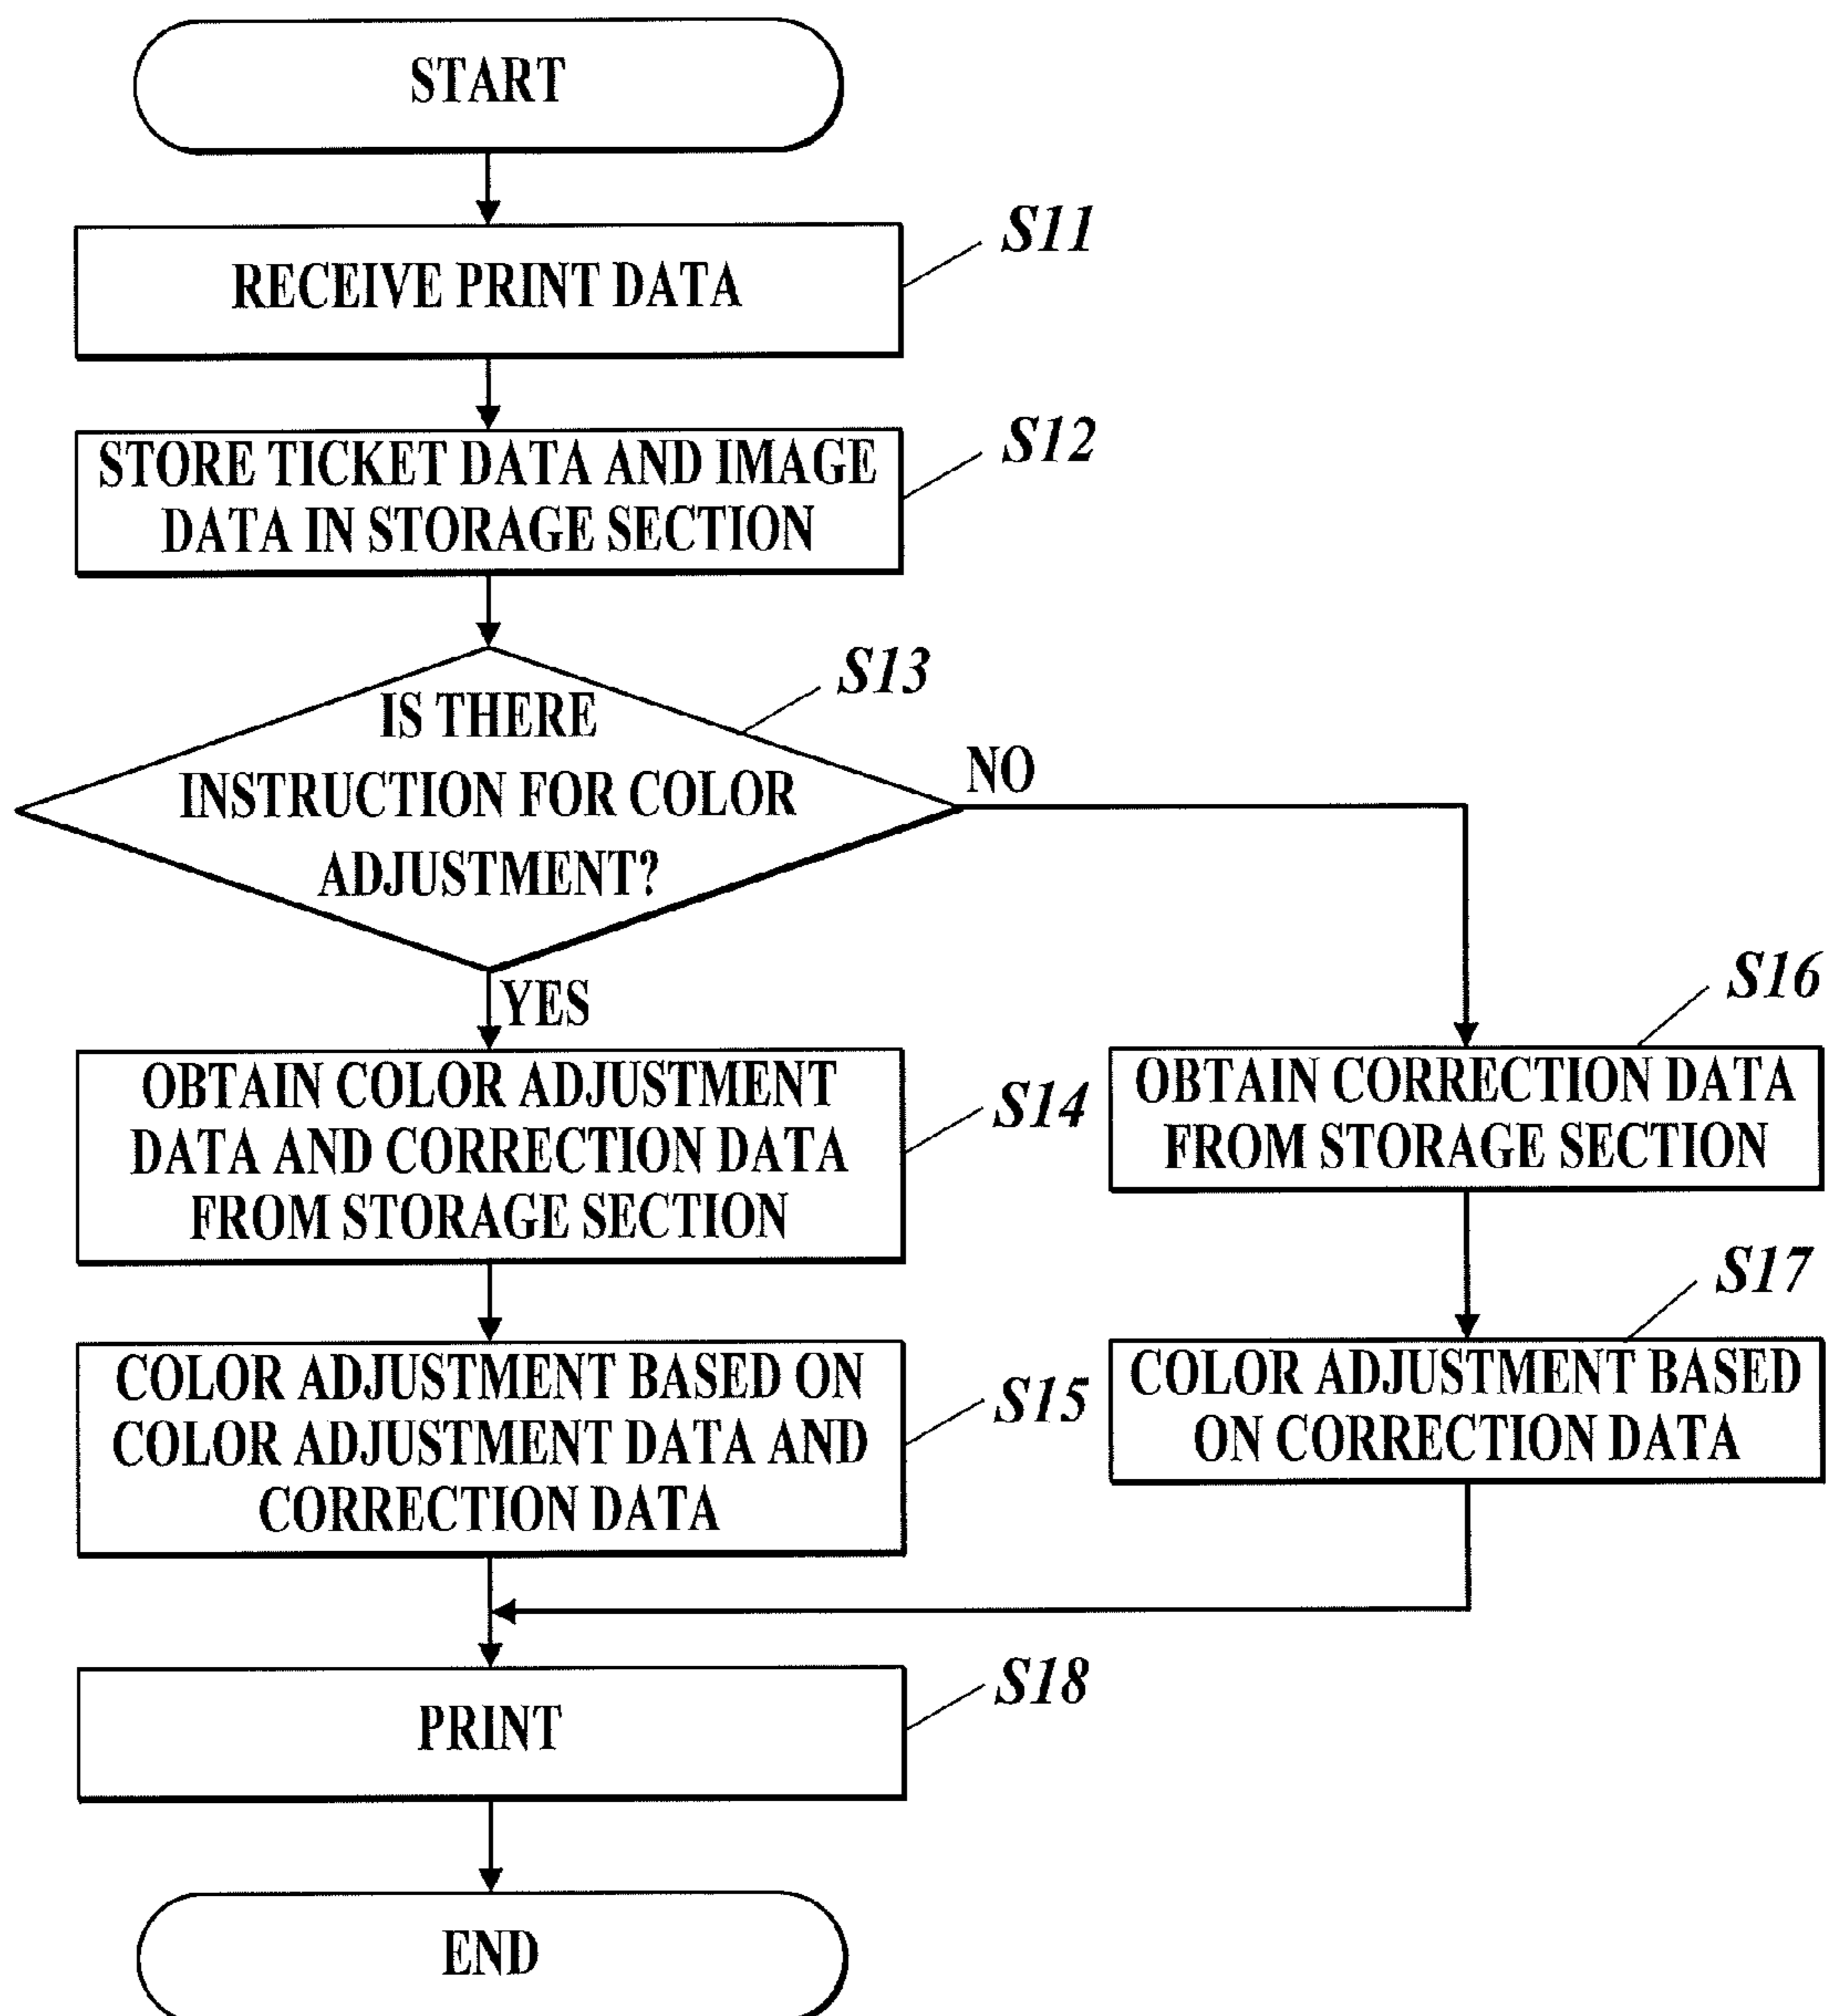 START
RECEIVE PRINT DATA
S11
STORE TICKET DATA AND IMAGE
DATA IN STORAGE SECTION
S12
IS THERE
INSTRUCTION FOR COLOR
ADJUSTMENT?
S13
NO
YES
OBTAIN COLOR ADJUSTMENT
DATA AND CORRECTION DATA
FROM STORAGE SECTION
S14
OBTAIN CORRECTION DATA
FROM STORAGE SECTION
S16
COLOR ADJUSTMENT BASED ON
COLOR ADJUSTMENT DATA AND
CORRECTION DATA
S15
COLOR ADJUSTMENT BASED
ON CORRECTION DATA
S17
PRINT
S18
END